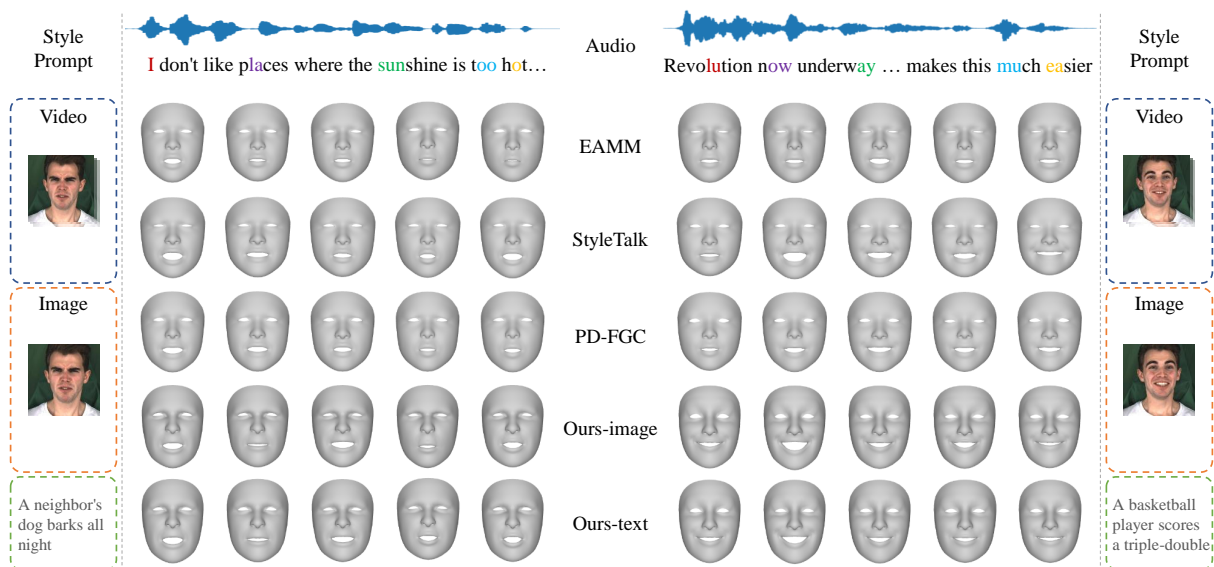 Style
Prompt
Video
Image
A neighbor's
dog barks all
night
I don't like places where the sunshine is too hot…
Audio
EAMM
StyleTalk
PD-FGC
Ours-image
Ours-text
Revolution now underway … makes this much easier
Style
Prompt
Video
Image
A basketball
player scores
a triple-double